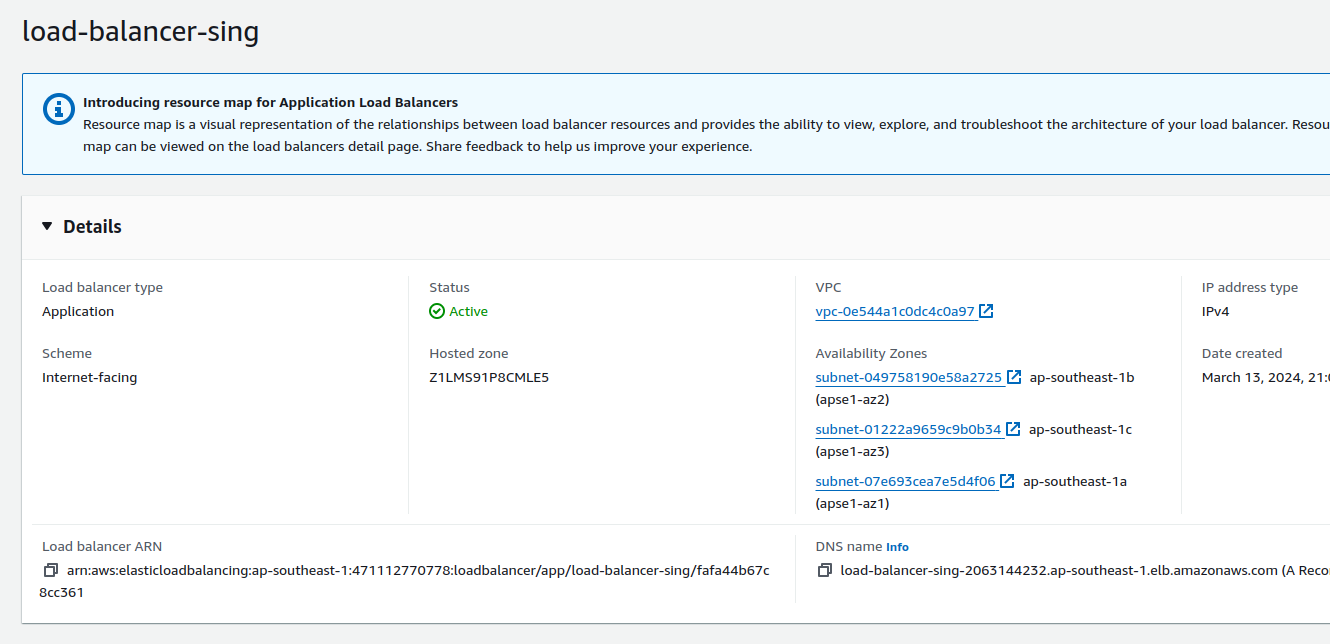 load-balancer-sing
Introducing resource map for Application Load Balancers
Resource map is a visual representation of the relationships between load balancer resources and provides the ability to view, explore, and troubleshoot the architecture of your load balancer. Resou
map can be viewed on the load balancers detail page. Share feedback to help us improve your experience.
Details
Load balancer type
Application
Scheme
Internet-facing
Status
Active
Hosted zone
Z1LMS91P8CMLE5
VPC
vpc-0e544a1c0dc4c0a97
Availability Zones
subnet-049758190e58a2725 ap-southeast-1b
(apse1-az2)
subnet-01222a9659c9b0b34 ap-southeast-1c
(apse1-az3)
subnet-07e693cea7e5d4f06 ap-southeast-1a
(apse1-az1)
IP address type
IPv4
Date created
March 13, 2024, 21:0
Load balancer ARN
arn:aws:elasticloadbalancing:ap-southeast-1:471112770778:loadbalancer/app/load-balancer-sing/fafa44b67c
8cc361
DNS name Info
load-balancer-sing-2063144232.ap-southeast-1.elb.amazonaws.com (A Reco